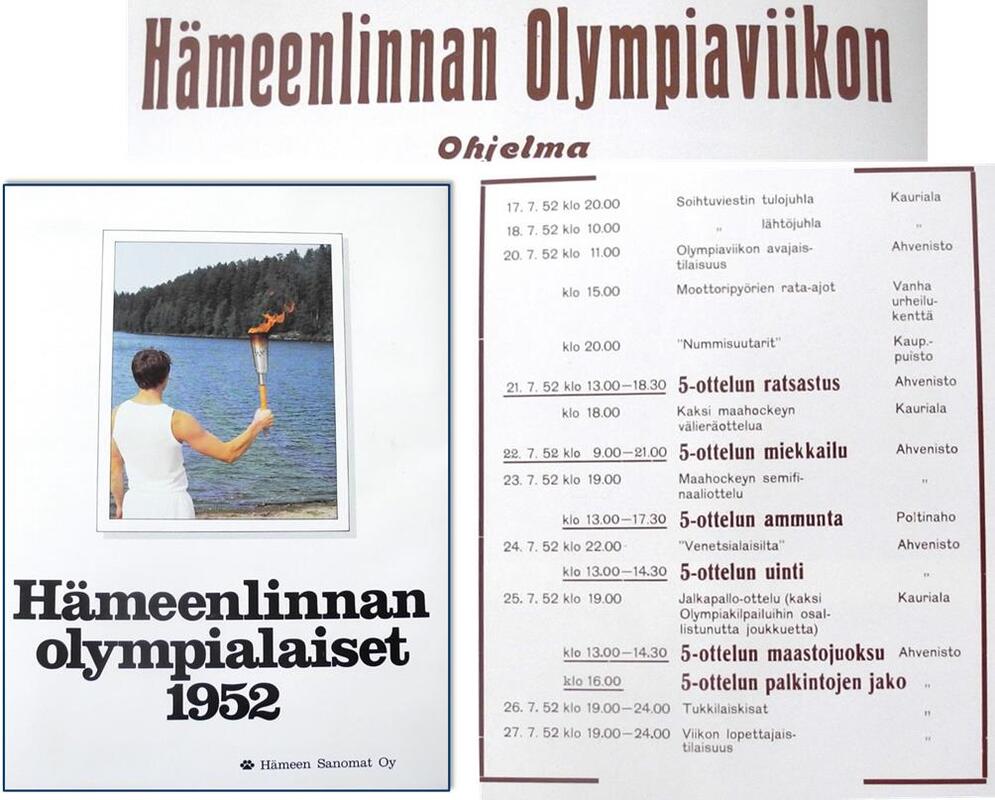 Hämeenlinnan Olympiaviikon
Ohjelma
Hämeenlinnan
olympialaiset
1952
Hämeen Sanomat Oy
17. 7. 52 klo 20.00 Soihtuviestin tulojuhla Kauriala
18. 7. 52 klo 10.00 „ lähtöjuhla „
20. 7. 52 klo 11.00 Olympiaviikon avajais- Ahvenisto
tilaisuus
klo 15.00 Moottoripyörien rata-ajot Vanha
urheilu-
kenttä
klo 20.00 "Nummisuutarit" Kaup.-
puisto
21. 7. 52 klo 13.00—18.30 5-ottelun ratsastus Ahvenisto
klo 18.00 Kaksi maahockeyn Kauriala
välieräottelua
22. 7. 52 klo 9.00—21.00 5-ottelun miekkailu Ahvenisto
23. 7. 52 klo 19.00 Maahockeyn semifi- „
naaliottelu
klo 13.00—17.30 5-ottelun ammunta Poltinaho
24. 7. 52 klo 22.00 "Venetsialaisilta" Ahvenisto
klo 13.00—14.30 5-ottelun uinti „
25. 7. 52 klo 19.00 Jalkapallo-ottelu (kaksi Kauriala
Olympiakilpailuihin osal-
listunutta joukkuetta)
klo 13.00—14.30 5-ottelun maastojuoksu Ahvenisto
klo 16.00 5-ottelun palkintojen jako „
26. 7. 52 klo 19.00—24.00 Tukkilaiskisat „
27. 7. 52 klo 19.00—24.00 Viikon lopettajais- „
tilaisuus